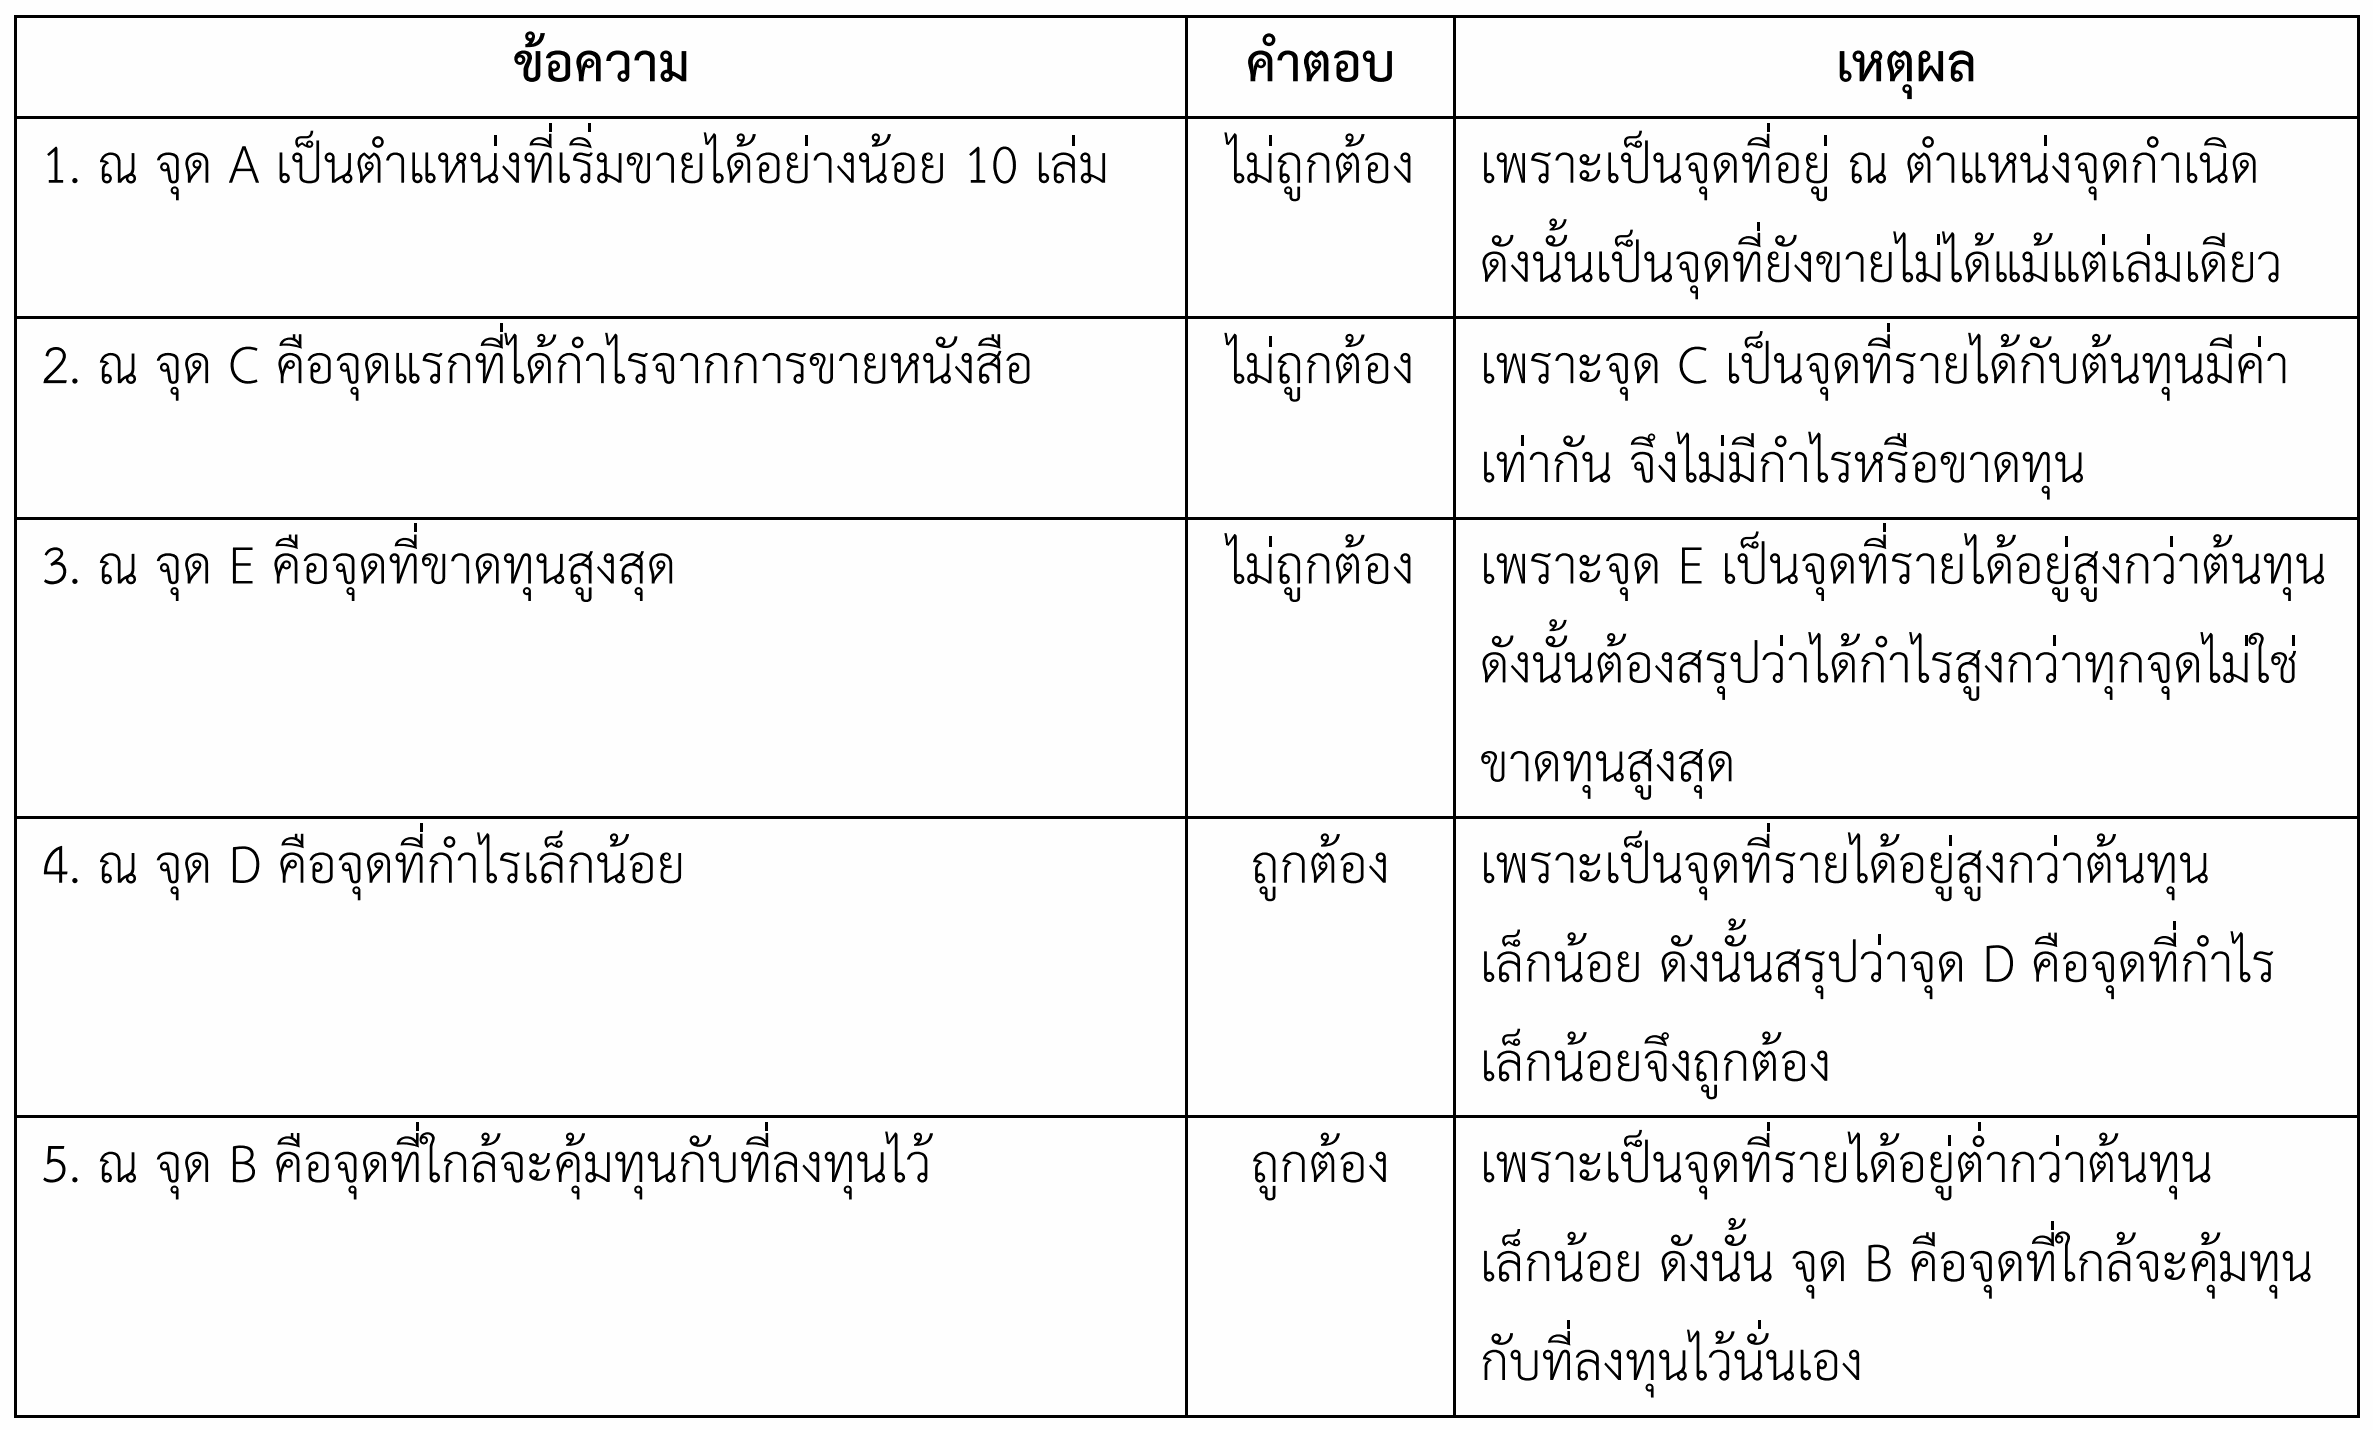 ข้อความ
คำตอบ
เหตุผล
1. ณ จุด A เป็นตำแหน่งที่เริ่มขายได้อย่างน้อย 10 เล่ม
ไม่ถูกต้อง
เพราะเป็นจุดที่อยู่ ณ ตำแหน่งจุดกำเนิด
ดังนั้นเป็นจุดที่ยังขายไม่ได้แม้แต่เล่มเดียว
2. ณ จุด C คือจุดแรกที่ได้กำไรจากการขายหนังสือ
ไม่ถูกต้อง
เพราะจุด C เป็นจุดที่รายได้กับต้นทุนมีค่า
เท่ากัน จึงไม่มีกำไรหรือขาดทุน
3. ณ จุด E คือจุดที่ขาดทุนสูงสุด
ไม่ถูกต้อง
เพราะจุด E เป็นจุดที่รายได้อยู่สูงกว่าต้นทุน
ดังนั้นต้องสรุปว่าได้กำไรสูงกว่าทุกจุดไม่ใช่
ขาดทุนสูงสุด
4. ณ จุด D คือจุดที่กำไรเล็กน้อย
ถูกต้อง
เพราะเป็นจุดที่รายได้อยู่สูงกว่าต้นทุน
เล็กน้อย ดังนั้นสรุปว่าจุด D คือจุดที่กำไร
เล็กน้อยจึงถูกต้อง
5. ณ จุด B คือจุดที่ใกล้จะคุ้มทุนกับที่ลงทุนไว้
ถูกต้อง
เพราะเป็นจุดที่รายได้อยู่ต่ำกว่าต้นทุน
เล็กน้อย ดังนั้น จุด B คือจุดที่ใกล้จะคุ้มทุน
กับที่ลงทุนไว้นั่นเอง